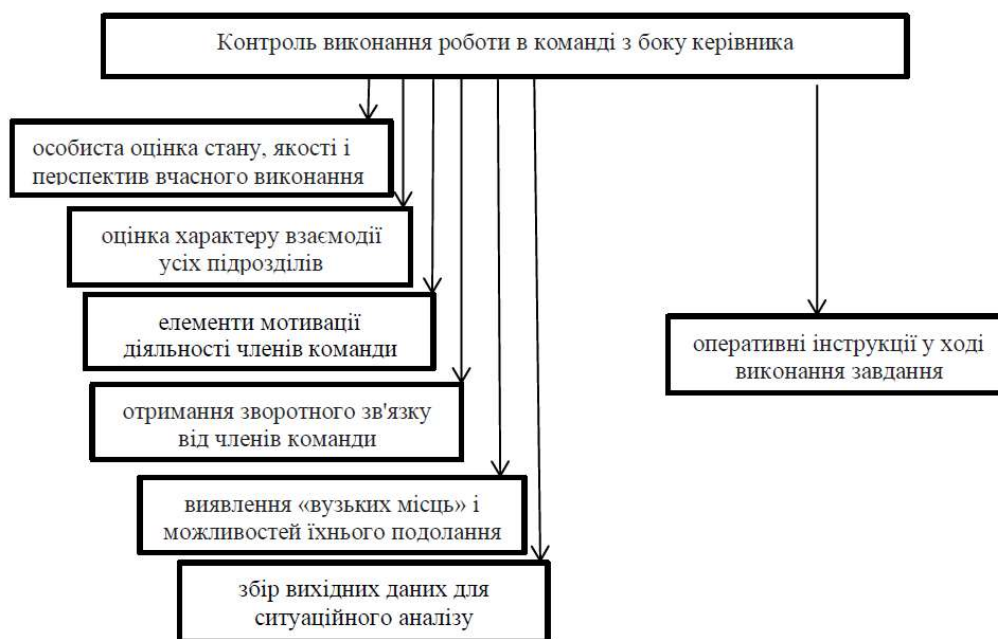 Контроль виконання роботи в команді з боку керівника
особиста оцінка стану, якості і
перспектив вчасного виконання
оцінка характеру взаємодії
усіх підрозділів
елементи мотивації
діяльності членів команди
отримання зворотного зв'язку
від членів команди
виявлення «вузьких місць» і
можливостей їхнього подолання
збір вихідних даних для
ситуаційного аналізу
оперативні інструкції у ході
виконання завдання